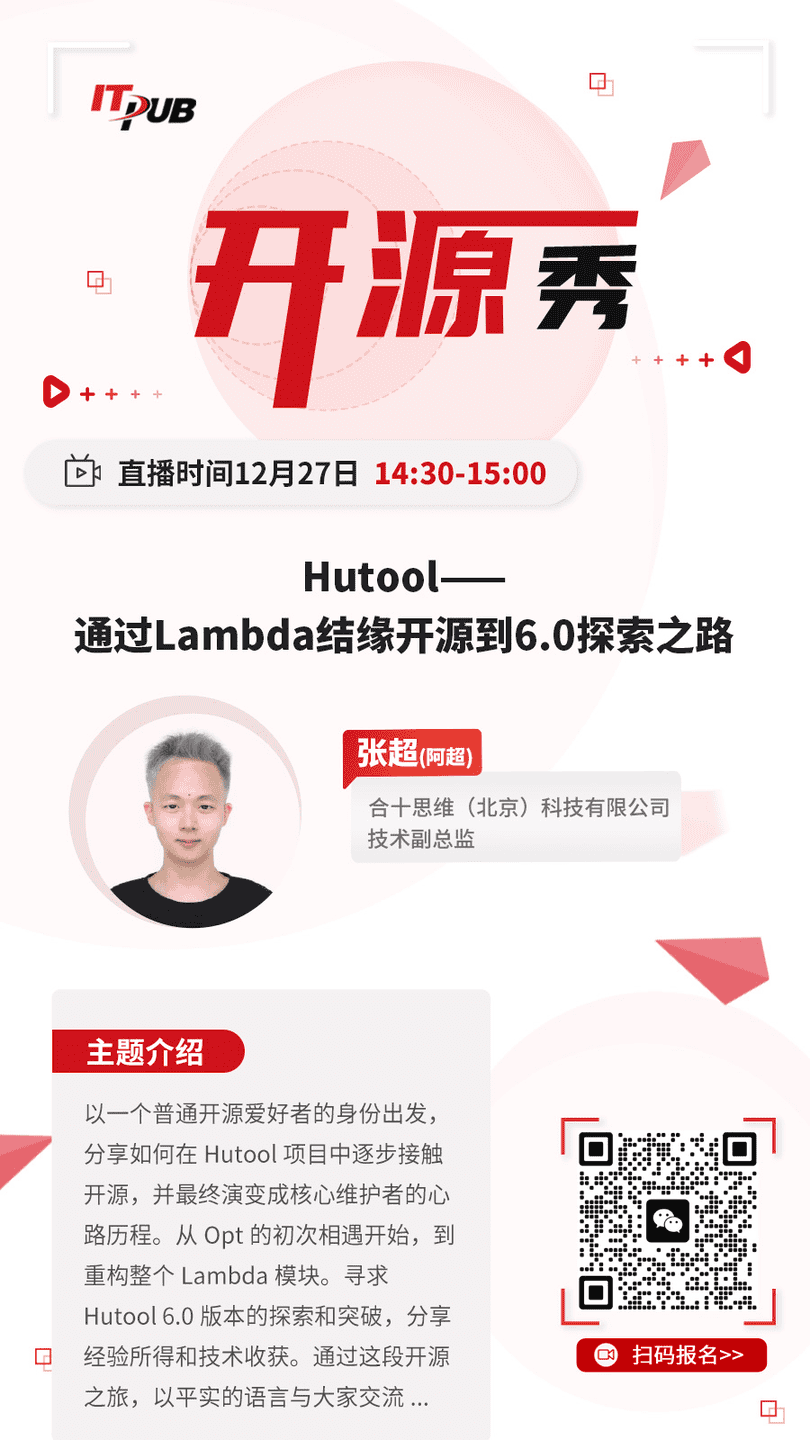 ITPUB
开源秀
直播时间12月27日 14:30-15:00
Hutool——
通过Lambda结缘开源到6.0探索之路
张超(阿超)
合十思维（北京）科技有限公司
技术副总监
主题介绍
以一个普通开源爱好者的身份出发，
分享如何在 Hutool 项目中逐步接触
开源，并最终演变成核心维护者的心
路历程。从 Opt 的初次相遇开始，到
重构整个 Lambda 模块。寻求
Hutool 6.0 版本的探索和突破，分享
经验所得和技术收获。通过这段开源
之旅，以平实的语言与大家交流 ...
扫码报名>>